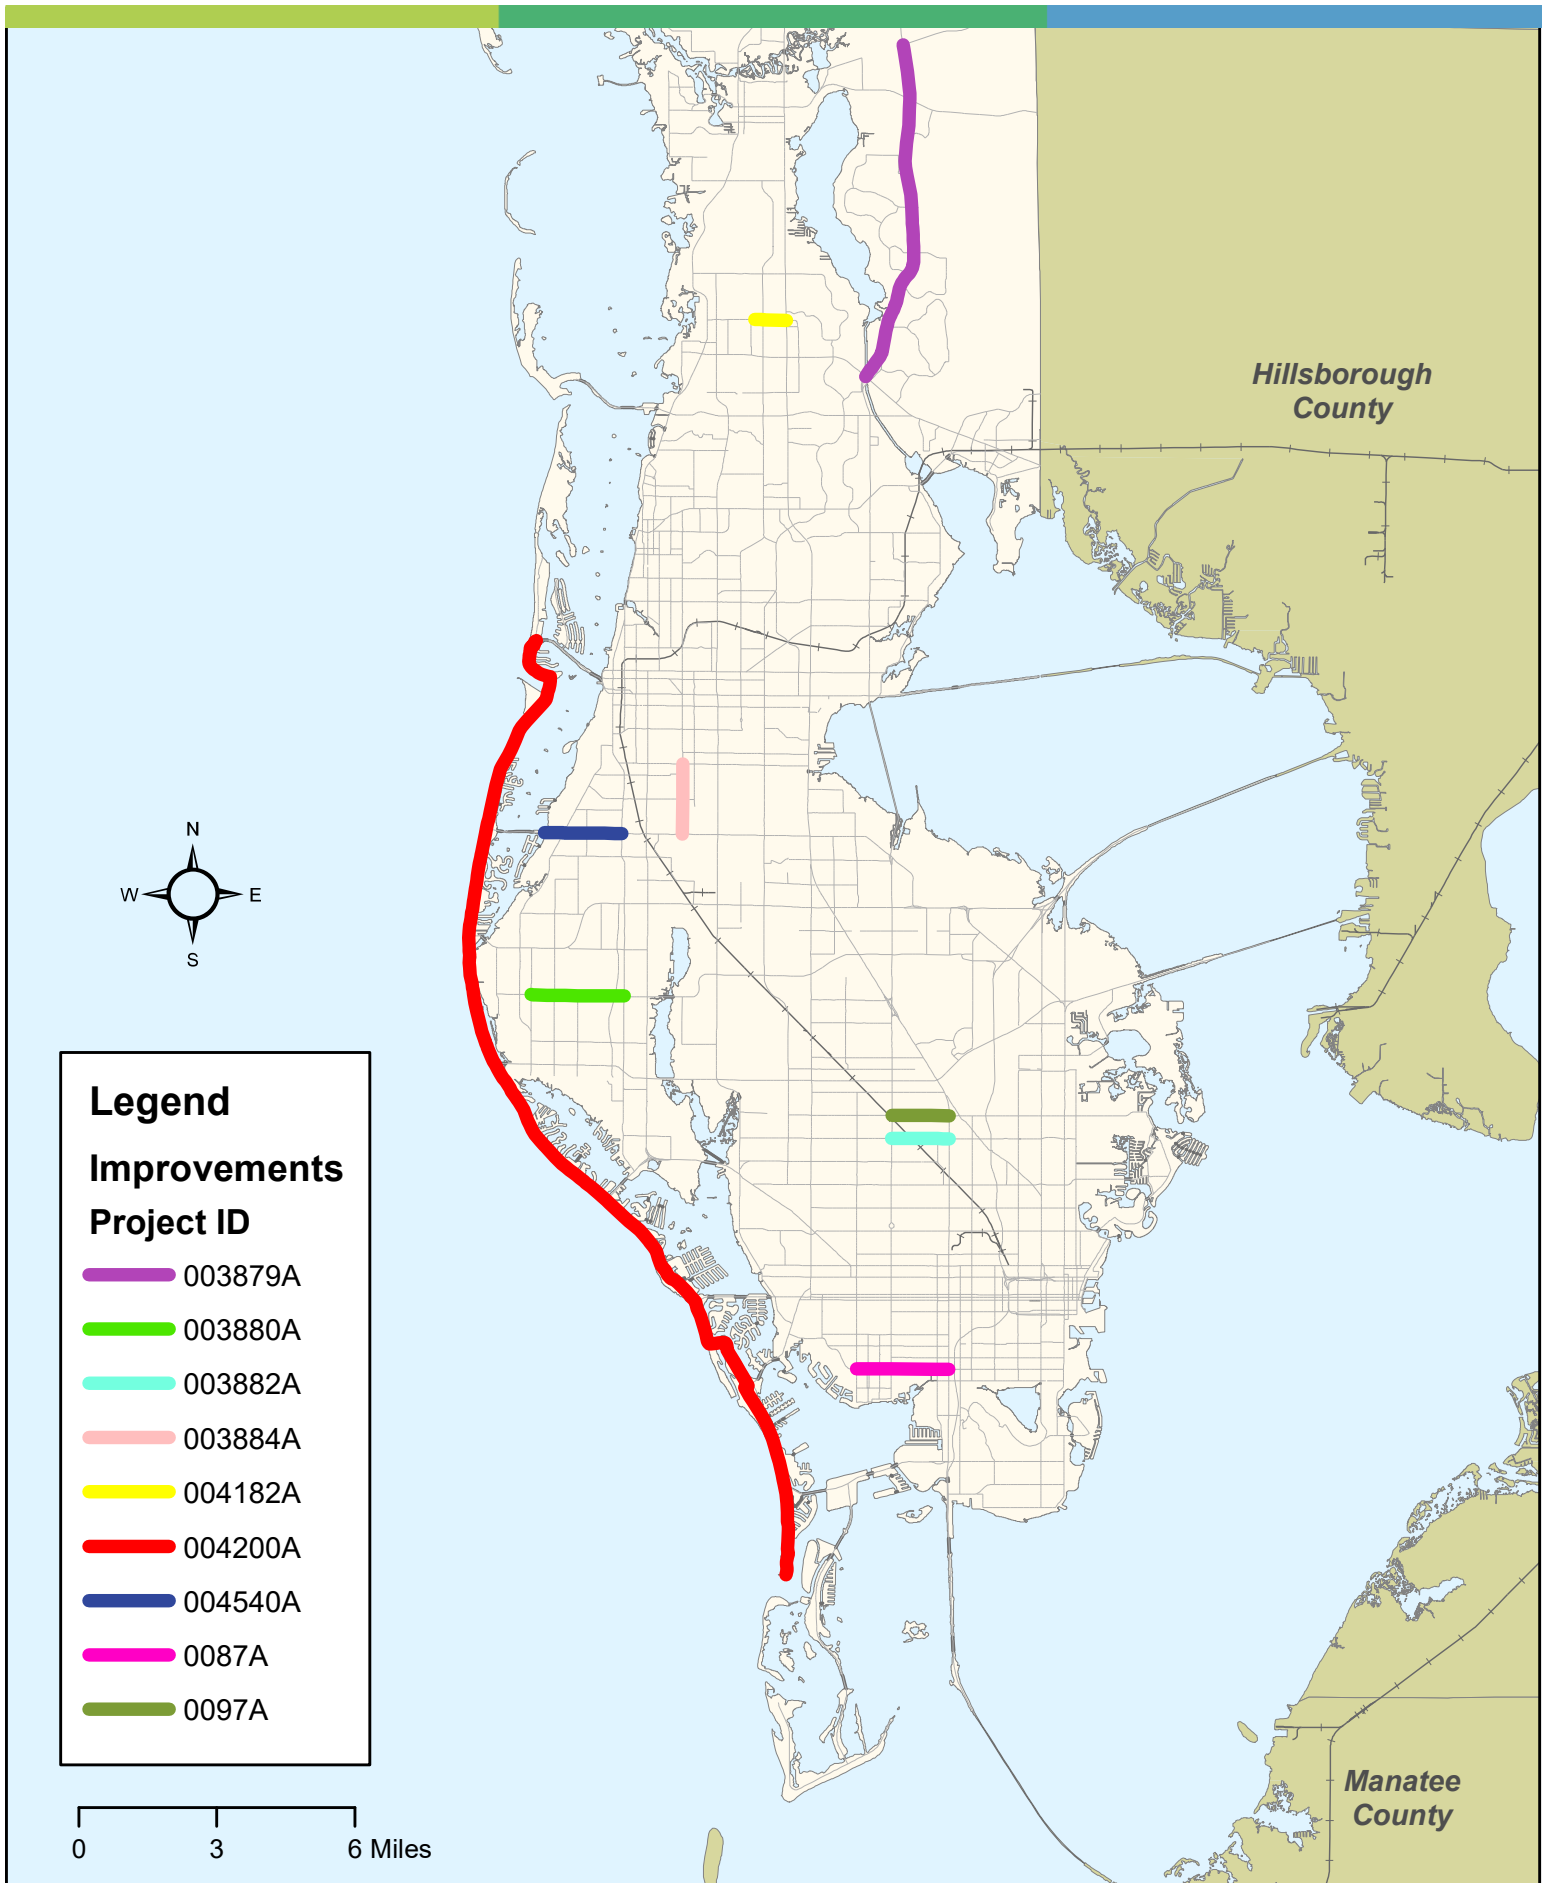 Hillsborough
County
N
W
E
S
Legend
Improvements
Project ID
003879A
003880A
003882A
003884A
004182A
004200A
004540A
0087A
0097A
0
3
6 Miles
Manatee
County